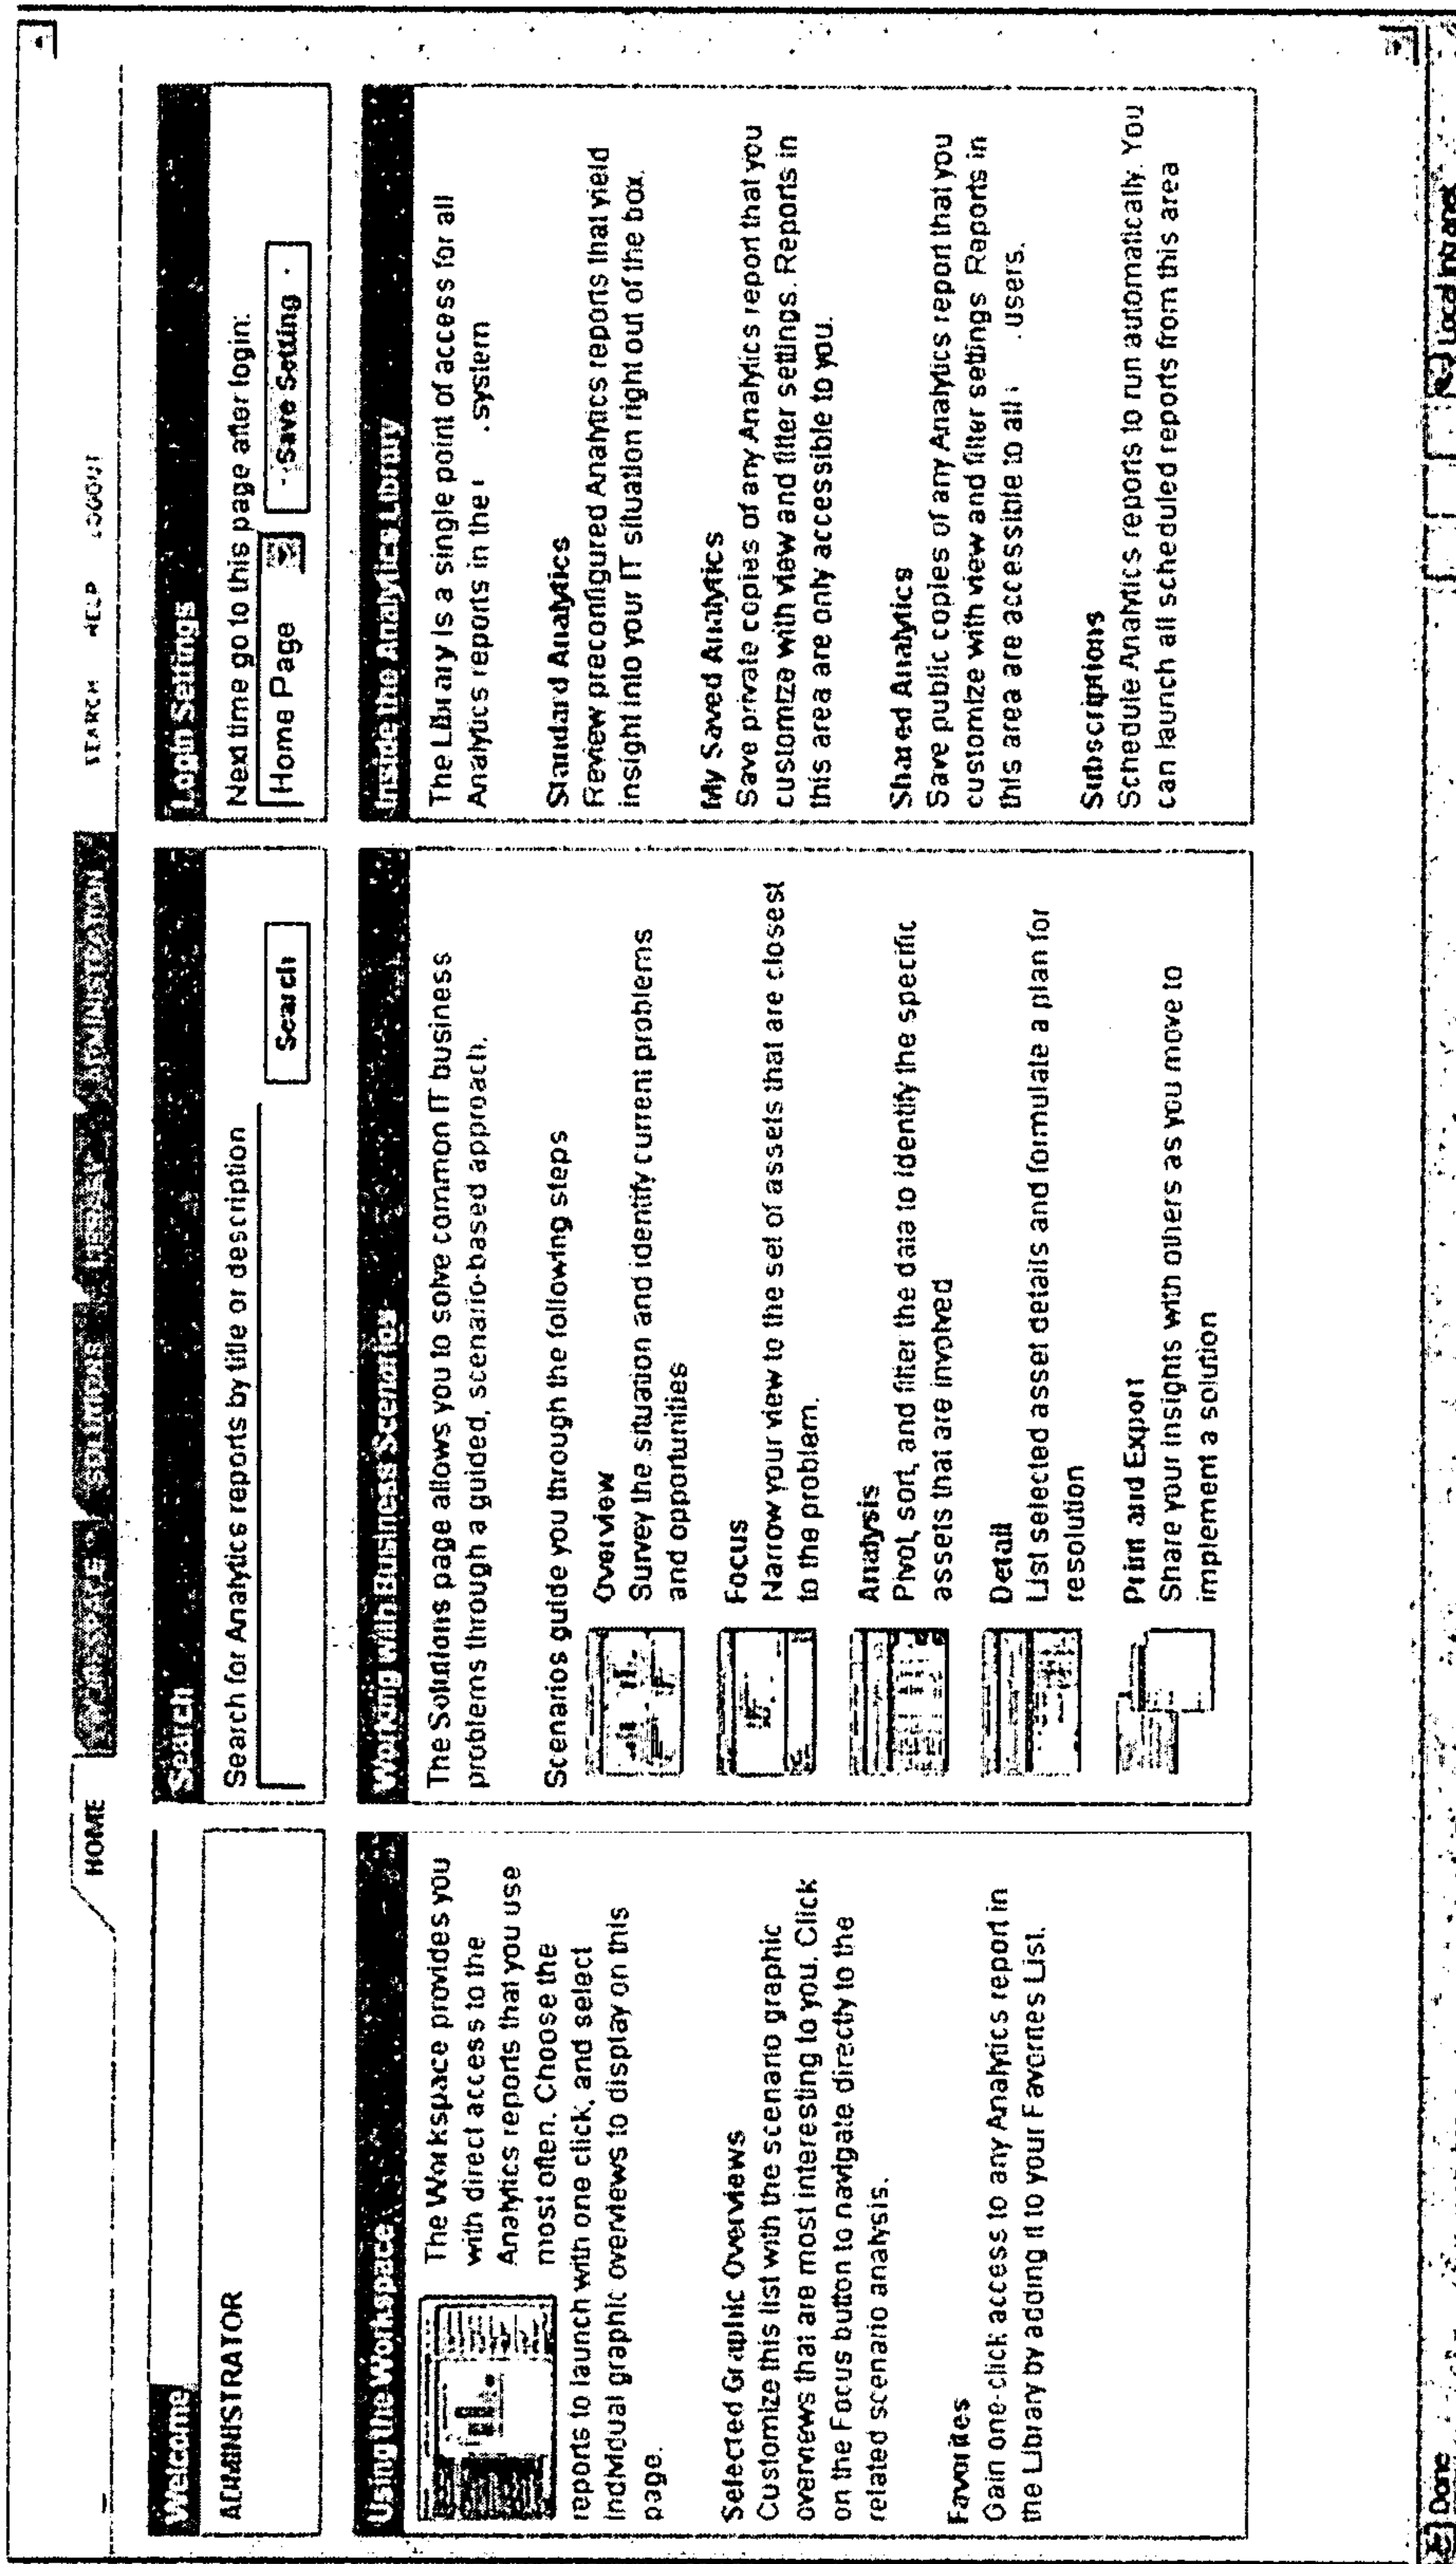 HOME WORKSPACE SOLUTIONS LIBRARY ADMINISTRATION SEARCH HELP LOGOUT
Welcome
ADMINISTRATOR
Search
Search for Analytics reports by title or description
Search
Login Settings
Next time go to this page after login:
Home Page
Save Setting
Using the Workspace
The Workspace provides you
with direct access to the
Analytics reports that you use
most often. Choose the
reports to launch with one click, and select
individual graphic overviews to display on this
page.
Selected Graphic Overviews
Customize this list with the scenario graphic
overviews that are most interesting to you. Click
on the Focus button to navigate directly to the
related scenario analysis.
Favorites
Gain one-click access to any Analytics report in
the Library by adding it to your Favorites List.
Working with Business Scenarios
The Solutions page allows you to solve common IT business
problems through a guided, scenario-based approach.
Scenarios guide you through the following steps
Overview
Survey the situation and identify current problems
and opportunities
Focus
Narrow your view to the set of assets that are closest
to the problem.
Analysis
Pivot, sort, and filter the data to identify the specific
assets that are involved
Detail
List selected asset details and formulate a plan for
resolution
Print and Export
Share your insights with others as you move to
implement a solution
Inside the Analytics Library
The Library is a single point of access for all
Analytics reports in the system
Standard Analytics
Review preconfigured Analytics reports that yield
insight into your IT situation right out of the box.
My Saved Analytics
Save private copies of any Analytics report that you
customize with view and filter settings. Reports in
this area are only accessible to you.
Shared Analytics
Save public copies of any Analytics report that you
customize with view and filter settings Reports in
this area are accessible to all users.
Subscriptions
Schedule Analytics reports to run automatically. You
can launch all scheduled reports from this area
Done
Local intranet